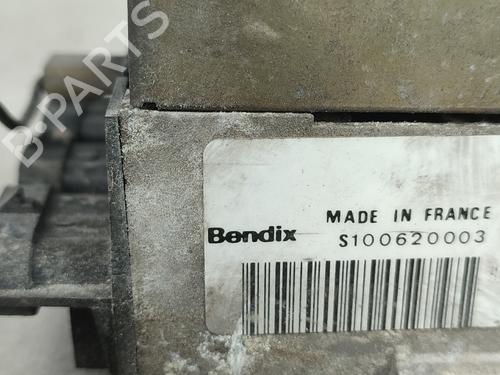 MADE IN FRANCE
Bendix S100620003
B-PARTS